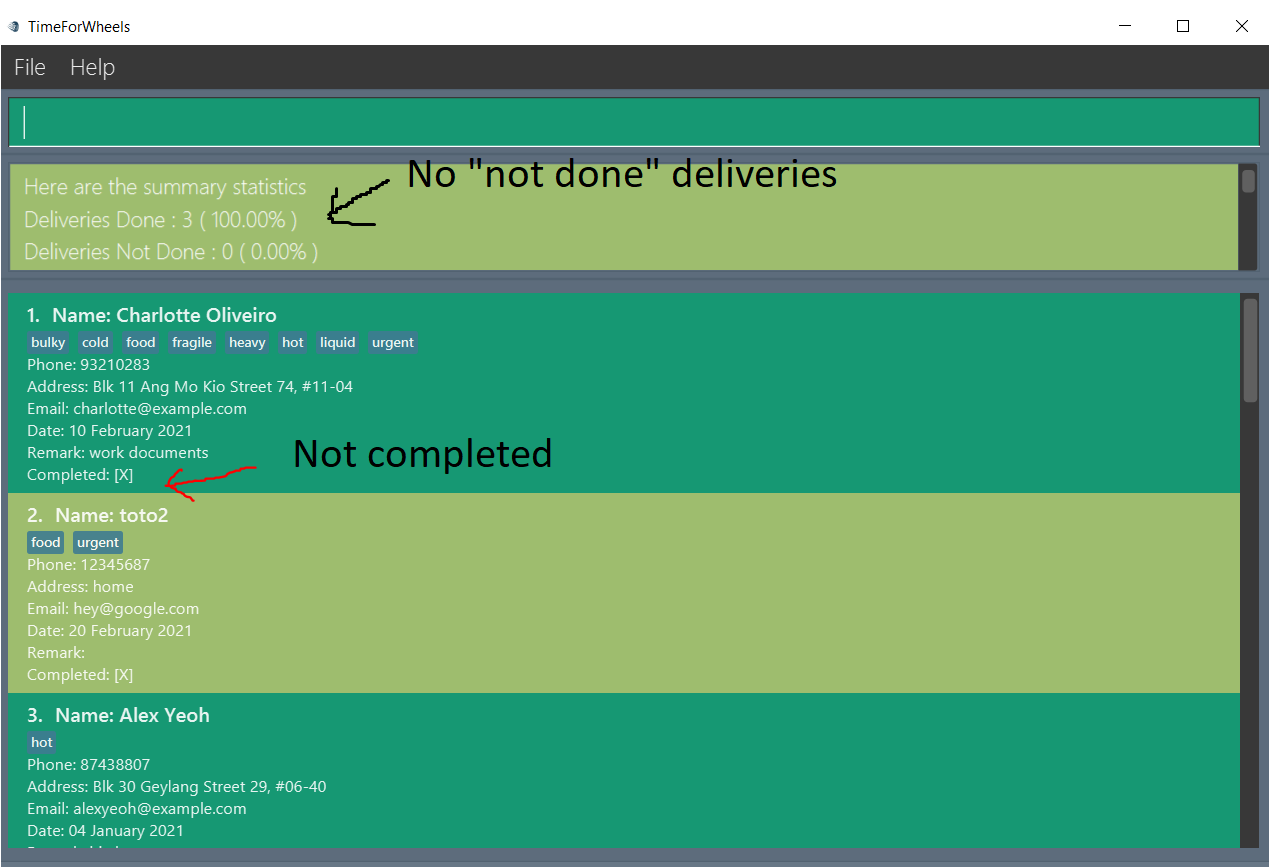 TimeForWheels
File Help
No "not done" deliveries
Here are the summary statistics
Deliveries Done : 3 ( 100.00% )
Deliveries Not Done : 0 ( 0.00% )
1. Name: Charlotte Oliveiro
bulky cold food fragile heavy hot liquid urgent
Phone: 93210283
Address: Blk 11 Ang Mo Kio Street 74, #11-04
Email: charlotte@example.com
Date: 10 February 2021
Remark: work documents
Not completed
Completed: [X]
2. Name: toto2
food urgent
Phone: 12345687
Address: home
Email: hey@google.com
Date: 20 February 2021
Remark:
Completed: [X]
3. Name: Alex Yeoh
hot
Phone: 87438807
Address: Blk 30 Geylang Street 29, #06-40
Email: alexyeoh@example.com
Date: 04 January 2021